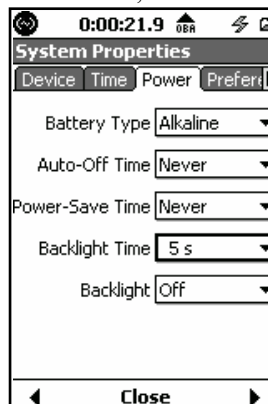 0:00:21.9 OBA
System Properties
Device Time Power Prefere
Battery Type Alkaline
Auto-Off Time Never
Power-Save Time Never
Backlight Time 5 s
Backlight Off
Close